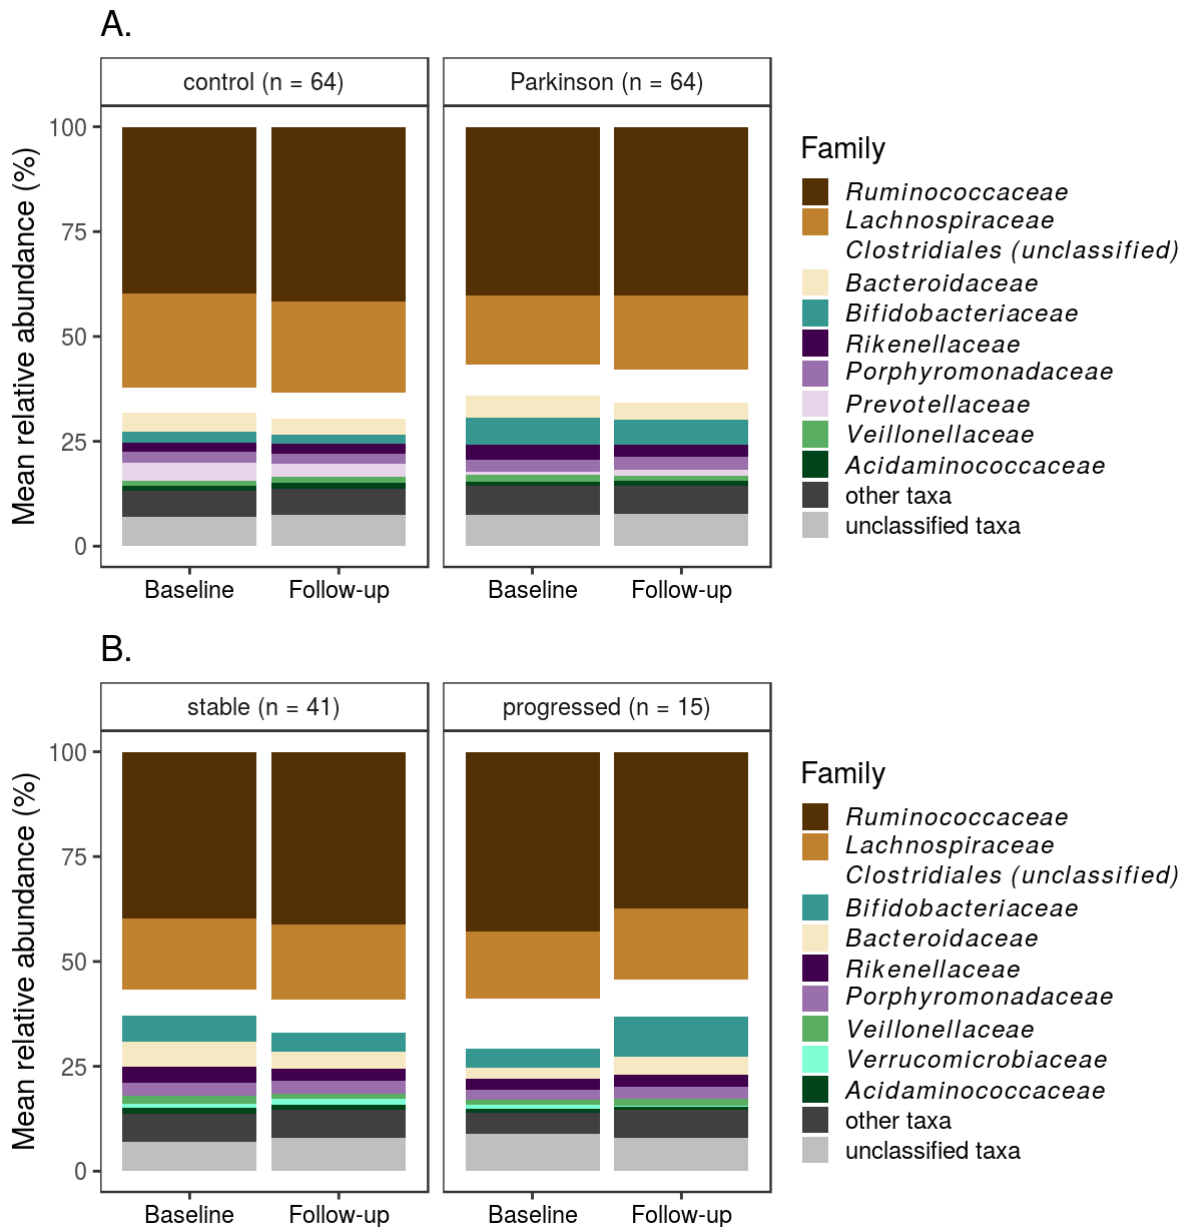 A.
control (n = 64)
Parkinson (n = 64)
Mean relative abundance (%)
100
75
50
25
0
Baseline
Follow-up
Baseline
Follow-up
Family
Ruminococcaceae
Lachnospiraceae
Clostridiales (unclassified)
Bacteroidaceae
Bifidobacteriaceae
Rikenellaceae
Porphyromonadaceae
Prevotellaceae
Veillonellaceae
Acidaminococcaceae
other taxa
unclassified taxa
B.
stable (n = 41)
progressed (n = 15)
Mean relative abundance (%)
100
75
50
25
0
Baseline
Follow-up
Baseline
Follow-up
Family
Ruminococcaceae
Lachnospiraceae
Clostridiales (unclassified)
Bifidobacteriaceae
Bacteroidaceae
Rikenellaceae
Porphyromonadaceae
Veillonellaceae
Verrucomicrobiaceae
Acidaminococcaceae
other taxa
unclassified taxa